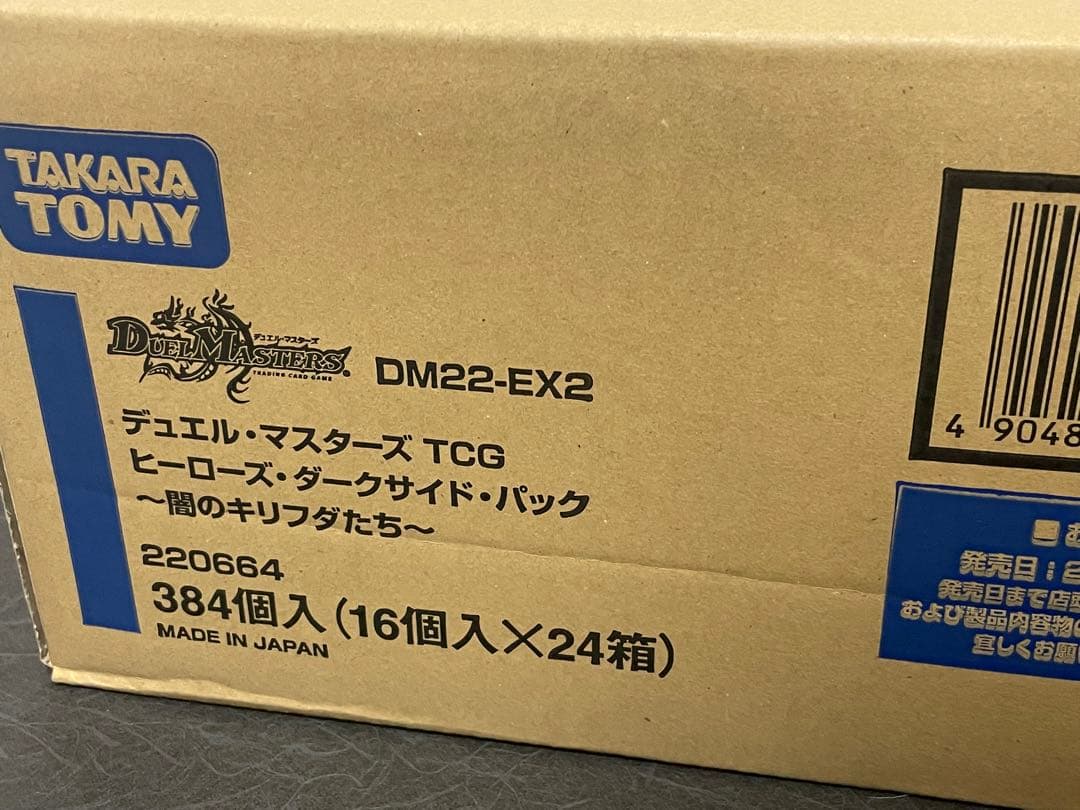 TAKARA
TOMY
デュエル・マスターズ
DUEL MASTERS
TRADING CARD GAME
DM22-EX2
デュエル・マスターズ TCG
ヒーローズ・ダークサイド・パック
～闇のキリフダたち～
220664
384個入(16個入×24箱)
MADE IN JAPAN
4 9048
発売日：2
発売日まで店頭
および製品内容物の
宜しくお願い